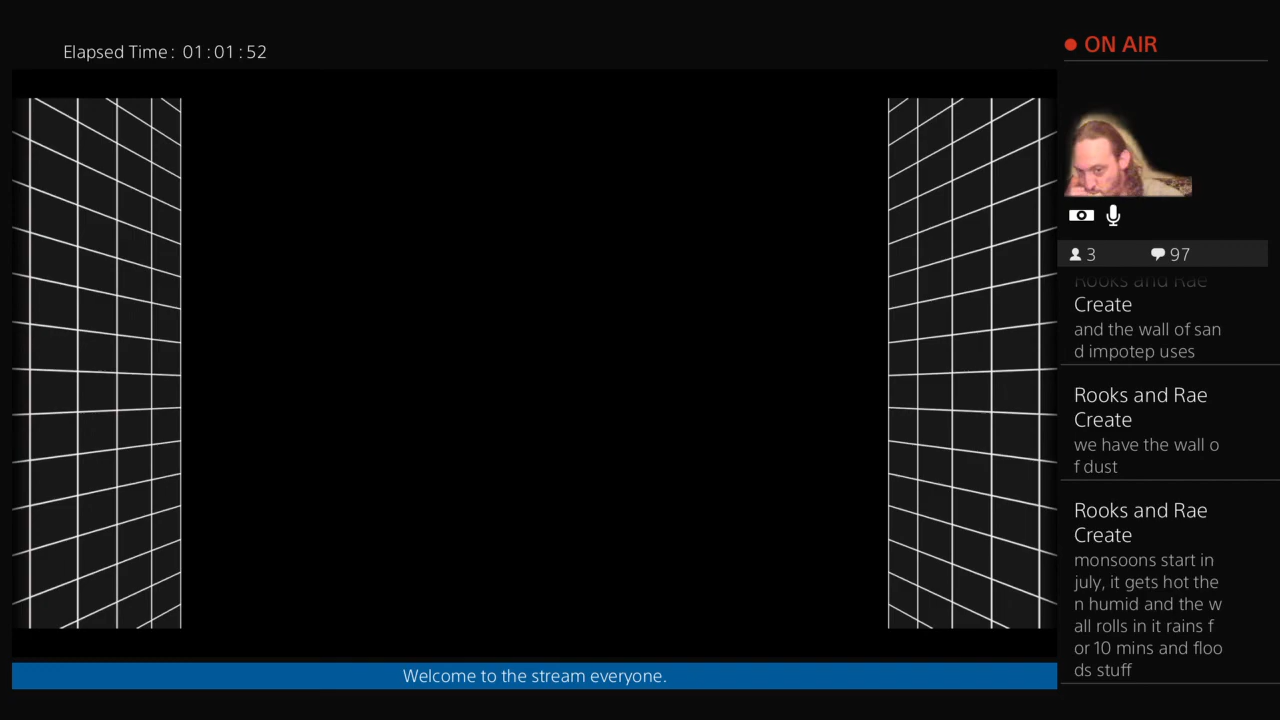 Elapsed Time: 01:01:52
ON AIR
3 97
Rooks and Rae
Create
and the wall of san
d impotep uses
Rooks and Rae
Create
we have the wall o
f dust
Rooks and Rae
Create
monsoons start in
july, it gets hot the
n humid and the w
all rolls in it rains f
or 10 mins and floo
ds stuff
Welcome to the stream everyone.